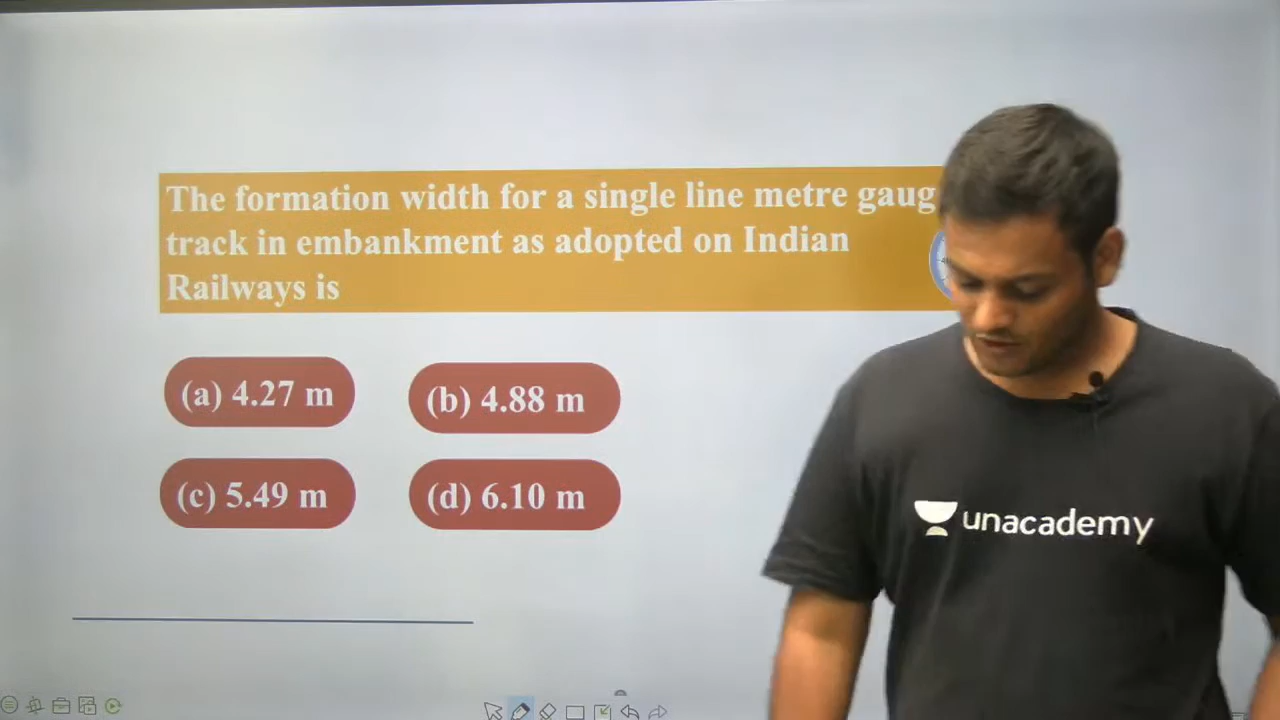 The formation width for a single line metre gaug
track in embankment as adopted on Indian
Railways is
(a) 4.27 m
(b) 4.88 m
(c) 5.49 m
(d) 6.10 m
unacademy